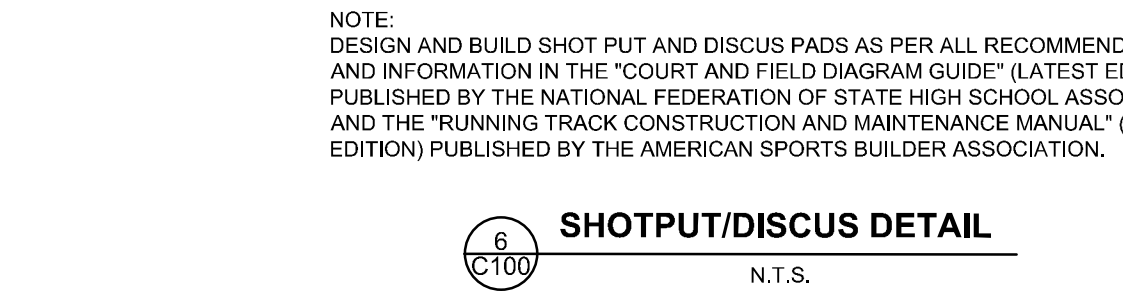 NOTE:
DESIGN AND BUILD SHOT PUT AND DISCUS PADS AS PER ALL RECOMMEND
AND INFORMATION IN THE "COURT AND FIELD DIAGRAM GUIDE" (LATEST E
PUBLISHED BY THE NATIONAL FEDERATION OF STATE HIGH SCHOOL ASSO
AND THE "RUNNING TRACK CONSTRUCTION AND MAINTENANCE MANUAL" (
EDITION) PUBLISHED BY THE AMERICAN SPORTS BUILDER ASSOCIATION.
SHOTPUT/DISCUS DETAIL
6
C100
N.T.S.